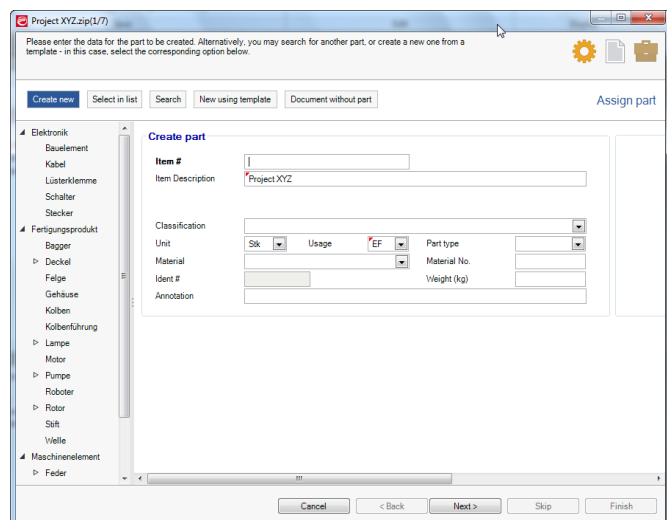 Project XYZ.zip(1/7)
Please enter the data for the part to be created. Alternatively, you may search for another part, or create a new one from a
template - in this case, select the corresponding option below.
Create new Select in list Search New using template Document without part Assign part
Elektronik
Bauelement
Kabel
Lüsterklemme
Schalter
Stecker
Fertigungsprodukt
Bagger
Deckel
Felge
Gehäuse
Kolben
Kolbenführung
Lampe
Motor
Pumpe
Roboter
Rotor
Stift
Welle
Maschinenelement
Feder
Create part
Item #
Item Description Project XYZ
Classification
Unit Stk Usage EF Part type
Material Material No.
Ident # Weight (kg)
Annotation
Cancel < Back Next > Skip Finish